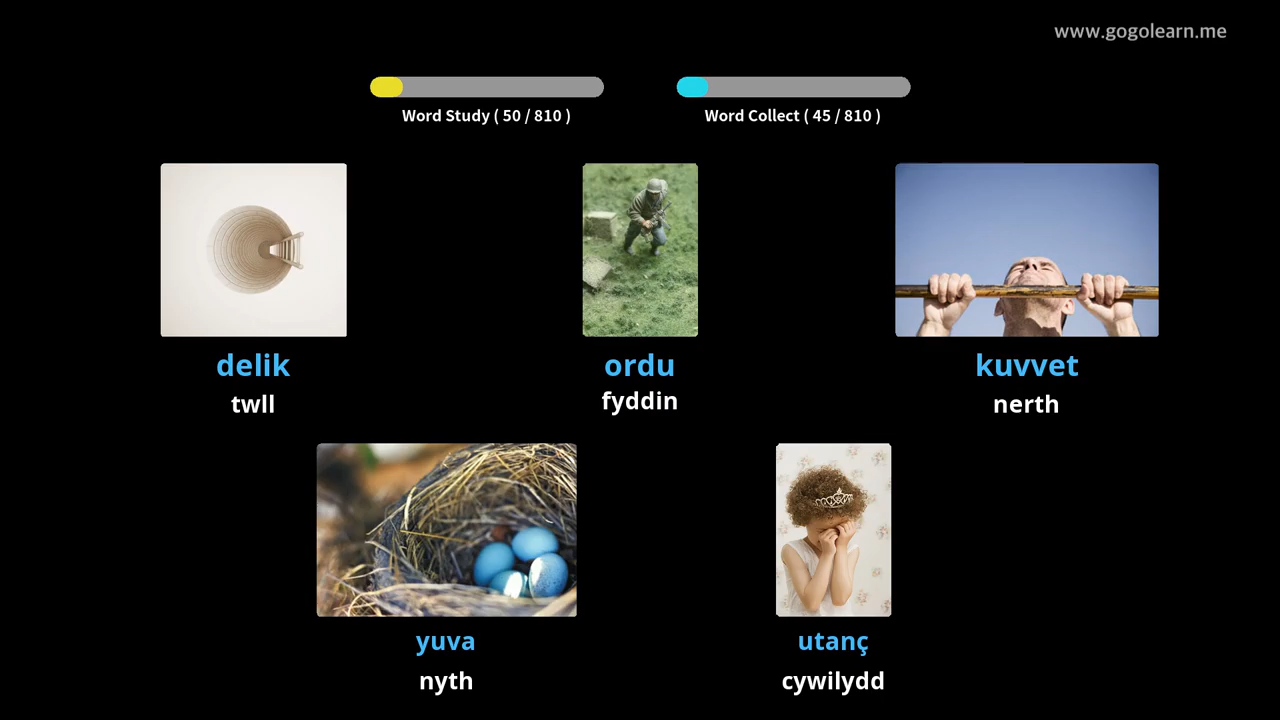 www.gogolearn.me
Word Study ( 50 / 810 )
Word Collect ( 45 / 810 )
delik
twll
ordu
fyddin
kuvvet
nerth
yuva
nyth
utanç
cywilydd